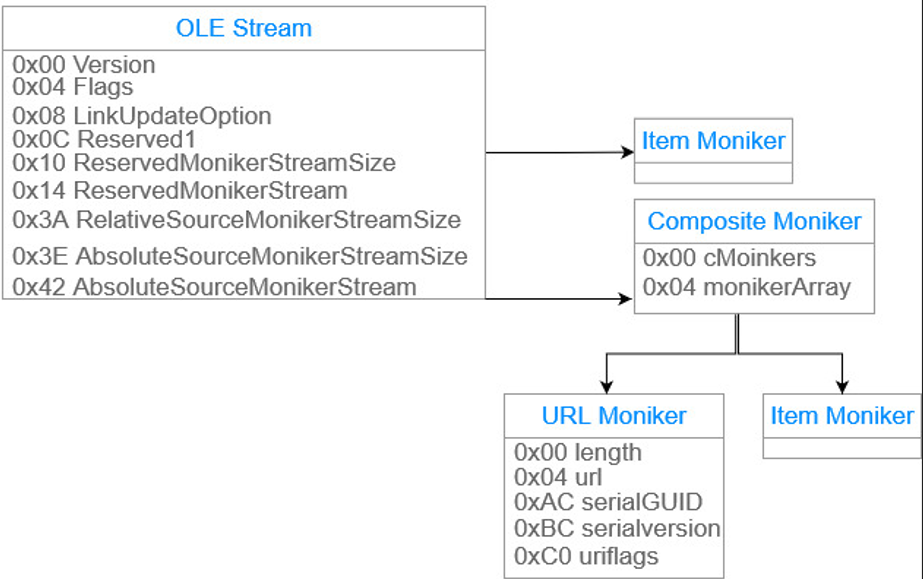 OLE Stream
0x00 Version
0x04 Flags
0x08 LinkUpdateOption
0x0C Reserved1
0x10 ReservedMonikerStreamSize
0x14 ReservedMonikerStream
0x3A RelativeSourceMonikerStreamSize
0x3E AbsoluteSourceMonikerStreamSize
0x42 AbsoluteSourceMonikerStream
Item Moniker
Composite Moniker
0x00 cMoinkers
0x04 monikerArray
URL Moniker
0x00 length
0x04 url
0xAC serialGUID
0xBC serialversion
0xC0 uriflags
Item Moniker